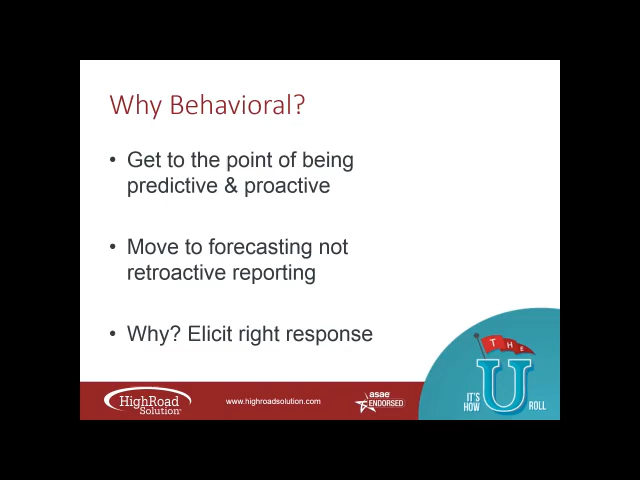 Why Behavioral?
• Get to the point of being
predictive & proactive
• Move to forecasting not
retroactive reporting
• Why? Elicit right response
HighRoad
Solution
www.highroadsolution.com
asae
ENDORSED
THE
U
IT'S
HOW
ROLL